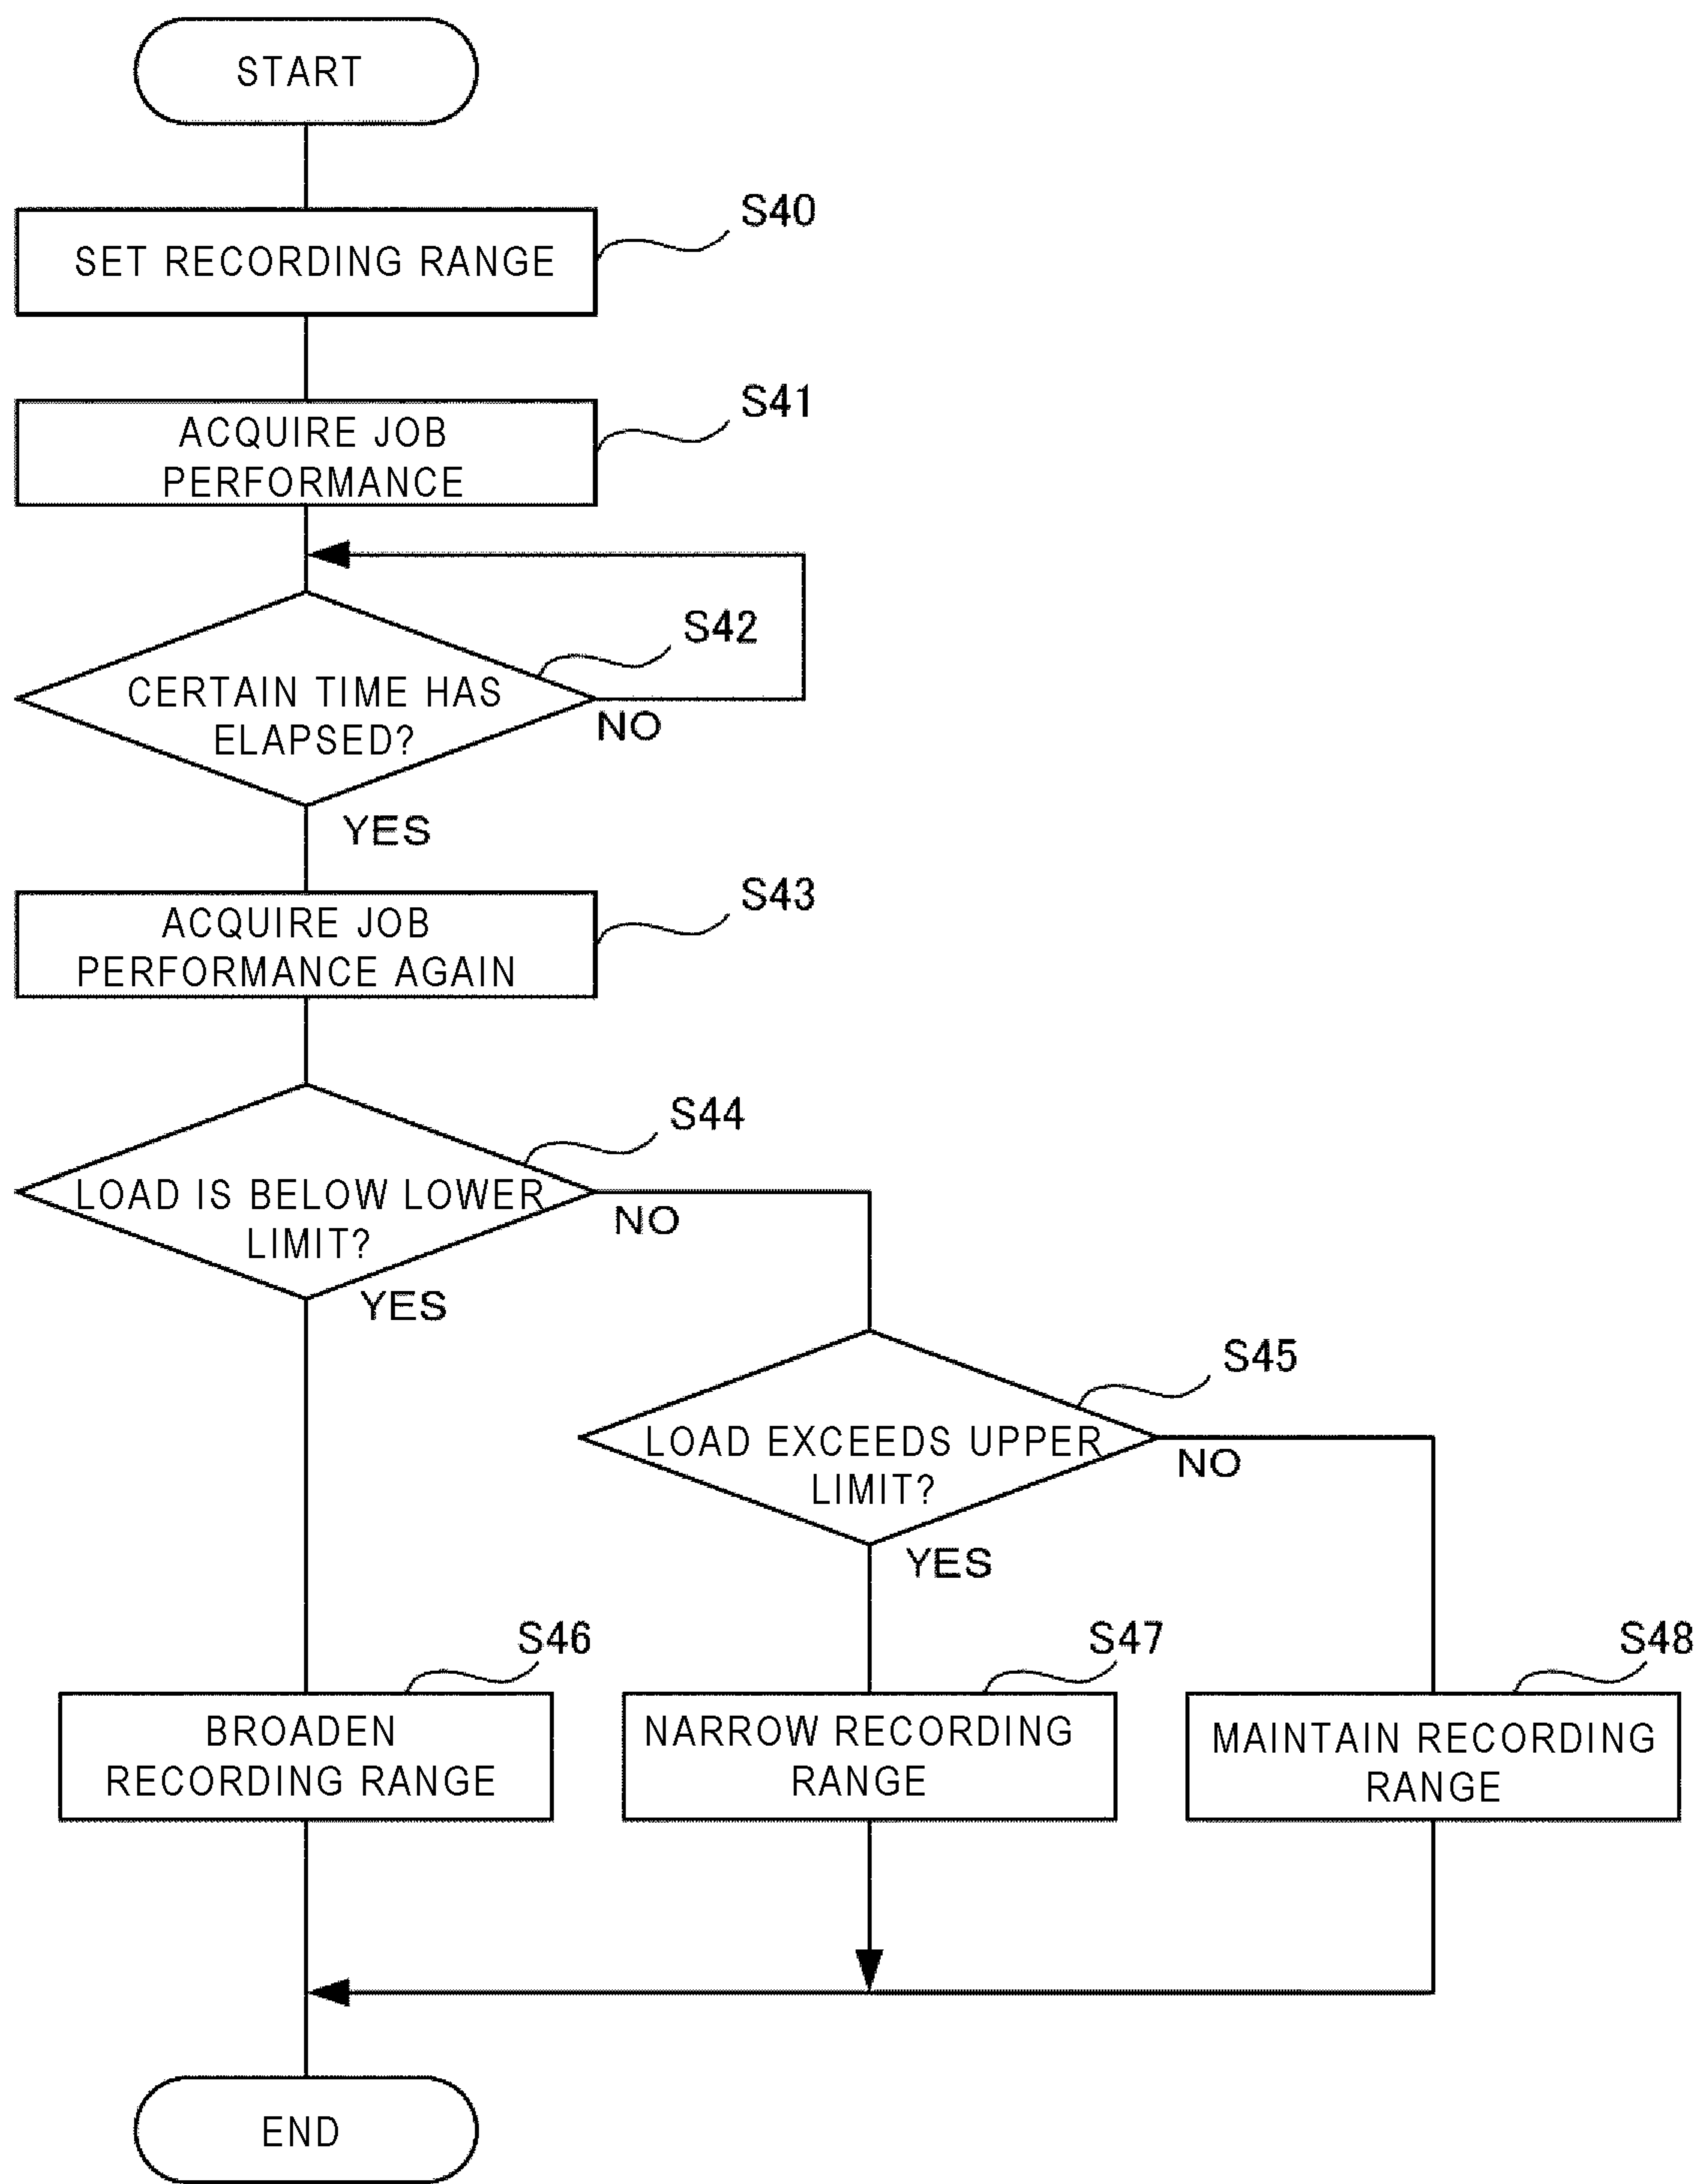 START
S40
SET RECORDING RANGE
S41
ACQUIRE JOB
PERFORMANCE
S42
CERTAIN TIME HAS
ELAPSED?
NO
YES
S43
ACQUIRE JOB
PERFORMANCE AGAIN
S44
LOAD IS BELOW LOWER
LIMIT?
NO
YES
S45
LOAD EXCEEDS UPPER
LIMIT?
NO
YES
S46
BROADEN
RECORDING RANGE
S47
NARROW RECORDING
RANGE
S48
MAINTAIN RECORDING
RANGE
END